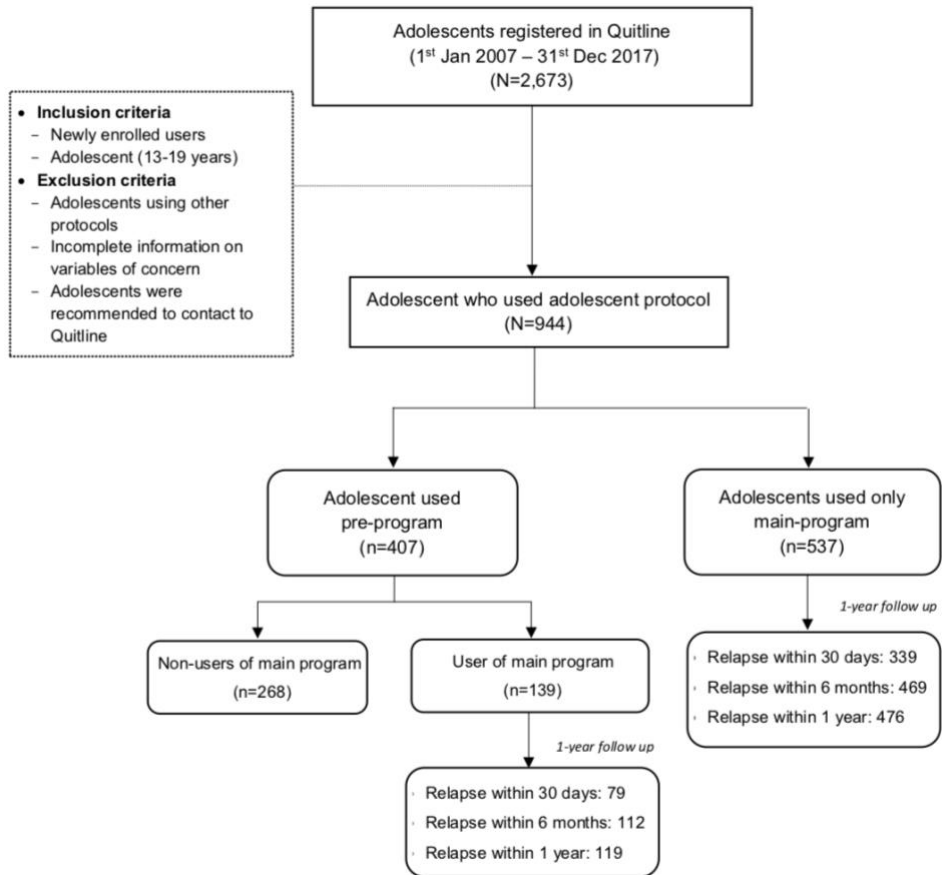 Adolescents registered in Quitline
(1st Jan 2007 – 31st Dec 2017)
(N=2,673)
• Inclusion criteria
– Newly enrolled users
– Adolescent (13-19 years)
• Exclusion criteria
– Adolescents using other
protocols
– Incomplete information on
variables of concern
– Adolescents were
recommended to contact to
Quitline
Adolescent who used adolescent protocol
(N=944)
Adolescent used
pre-program
(n=407)
Adolescents used only
main-program
(n=537)
1-year follow up
Non-users of main program
(n=268)
User of main program
(n=139)
Relapse within 30 days: 339
Relapse within 6 months: 469
Relapse within 1 year: 476
1-year follow up
Relapse within 30 days: 79
Relapse within 6 months: 112
Relapse within 1 year: 119